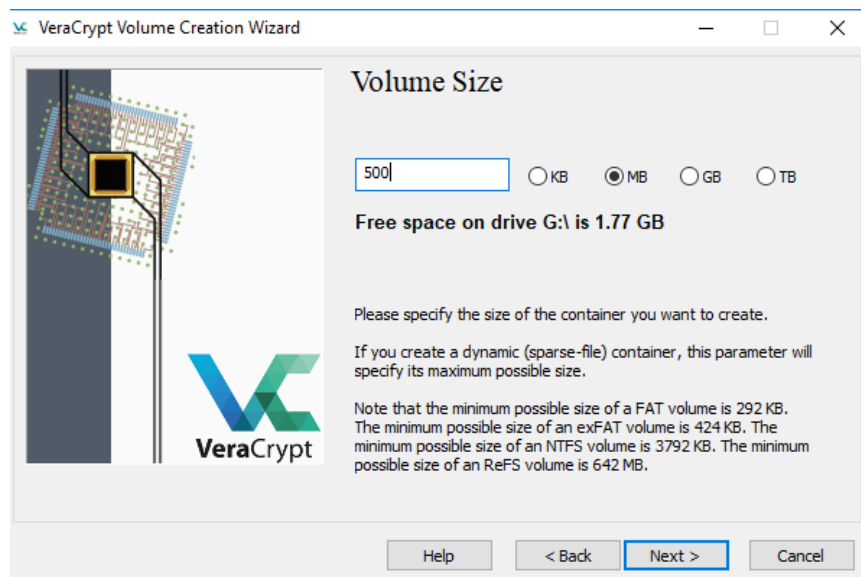 VeraCrypt Volume Creation Wizard
Volume Size
500
KB MB GB TB
Free space on drive G:\ is 1.77 GB
Please specify the size of the container you want to create.
If you create a dynamic (sparse-file) container, this parameter will
specify its maximum possible size.
Note that the minimum possible size of a FAT volume is 292 KB.
The minimum possible size of an exFAT volume is 424 KB. The
minimum possible size of an NTFS volume is 3792 KB. The minimum
possible size of an ReFS volume is 642 MB.
VeraCrypt
Help < Back Next > Cancel